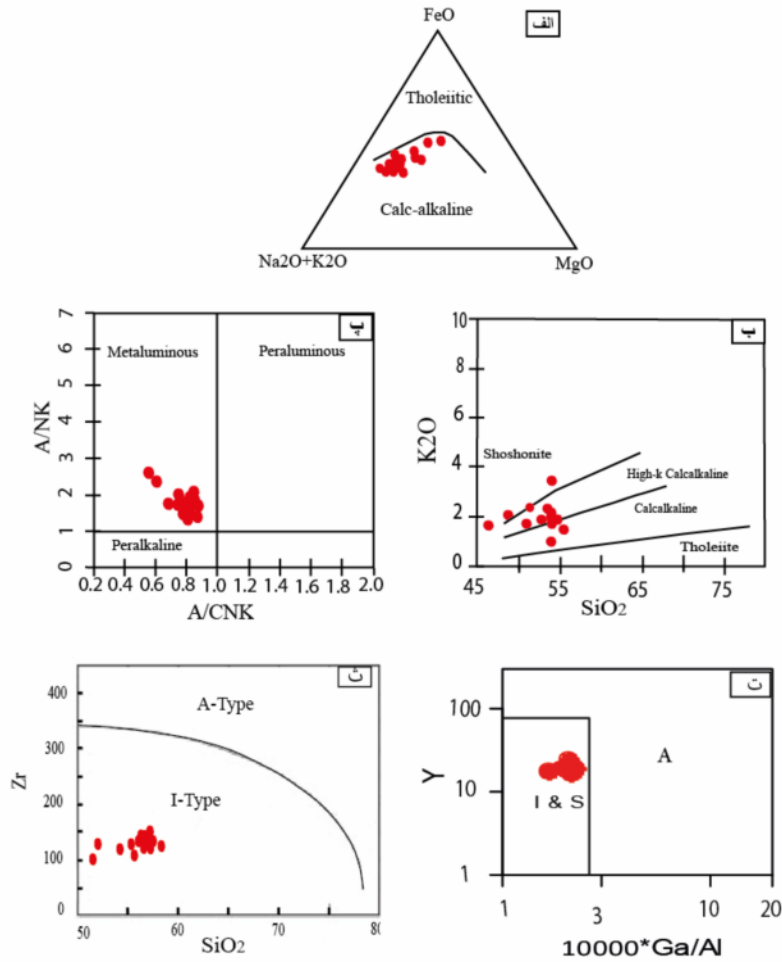 FeO
الف
Tholeiitic
Calc-alkaline
Na2O+K2O
MgO
7
6
5
4
3
2
1
0
A/NK
Metaluminous
Peraluminous
Peralkaline
0.2 0.4 0.6 0.8 1.0 1.2 1.4 1.6 1.8 2.0
A/CNK
10
8
6
4
2
0
K2O
ب
Shoshonite
High-k Calcalkaline
Calcalkaline
Tholeiite
45 55 65 75
SiO2
400
300
200
100
0
Zr
ث
A-Type
I-Type
50 60 70 80
SiO2
100
10
1
Y
ت
A
I & S
1 3 10 20
10000*Ga/Al